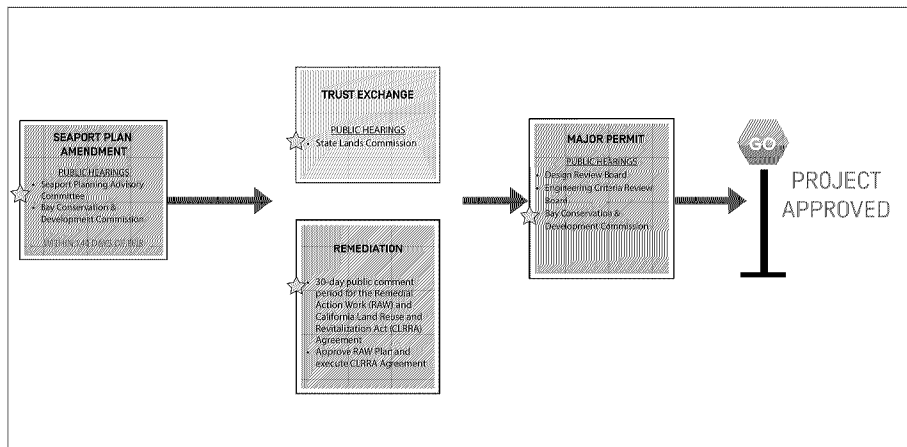 SEAPORT PLAN
AMENDMENT
PUBLIC HEARINGS
• Seaport Planning Advisory
Committee
• Bay Conservation &
Development Commission
TRUST EXCHANGE
PUBLIC HEARINGS
• State Lands Commission
REMEDIATION
• 30-day public comment
period for the Remedial
Action Work (RAW) and
California Land Reuse and
Revitalization Act (CLRRA)
Agreement
• Approve RAW Plan and
execute CLRRA Agreement
MAJOR PERMIT
PUBLIC HEARINGS
• Design Review Board
• Engineering Criteria Review
Board
• Bay Conservation &
Development Commission
GO
PROJECT
APPROVED